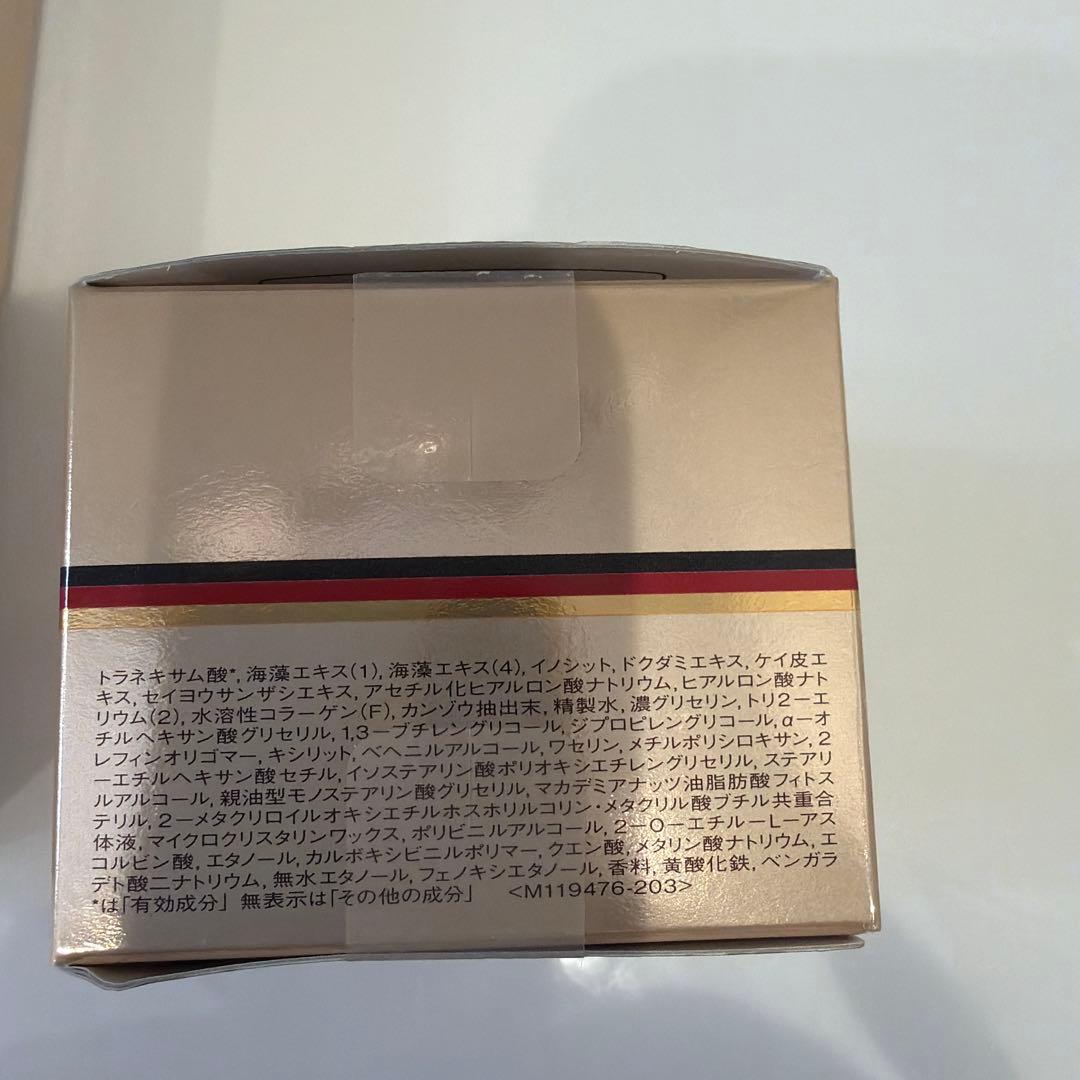 トラネキサム酸*, 海藻エキス(1), 海藻エキス(4), イノシット, ドクダミエキス, ケイ皮エ
キス, セイヨウサンザシエキス, アセチル化ヒアルロン酸ナトリウム, ヒアルロン酸ナト
リウム(2), 水溶性コラーゲン(F), カンゾウ抽出末, 精製水, 濃グリセリン, トリ2ーエ
チルヘキサン酸グリセリル, 1,3ーブチレングリコール, ジプロピレングリコール, αーオ
レフィンオリゴマー, キシリット, ベヘニルアルコール, ワセリン, メチルポリシロキサン, 2
ーエチルヘキサン酸セチル, イソステアリン酸ポリオキシエチレングリセリル, ステアリ
ルアルコール, 親油型モノステアリン酸グリセリル, マカデミアナッツ油脂肪酸フィトス
テリル, 2ーメタクリロイルオキシエチルホスホリルコリン・メタクリル酸ブチル共重合
体液, マイクロクリスタリンワックス, ポリビニルアルコール, 2ーOーエチルーLーアス
コルビン酸, エタノール, カルボキシビニルポリマー, クエン酸, メタリン酸ナトリウム, エ
デト酸二ナトリウム, 無水エタノール, フェノキシエタノール, 香料, 黄酸化鉄, ベンガラ
*は「有効成分」 無表示は「その他の成分」 <M119476-203>